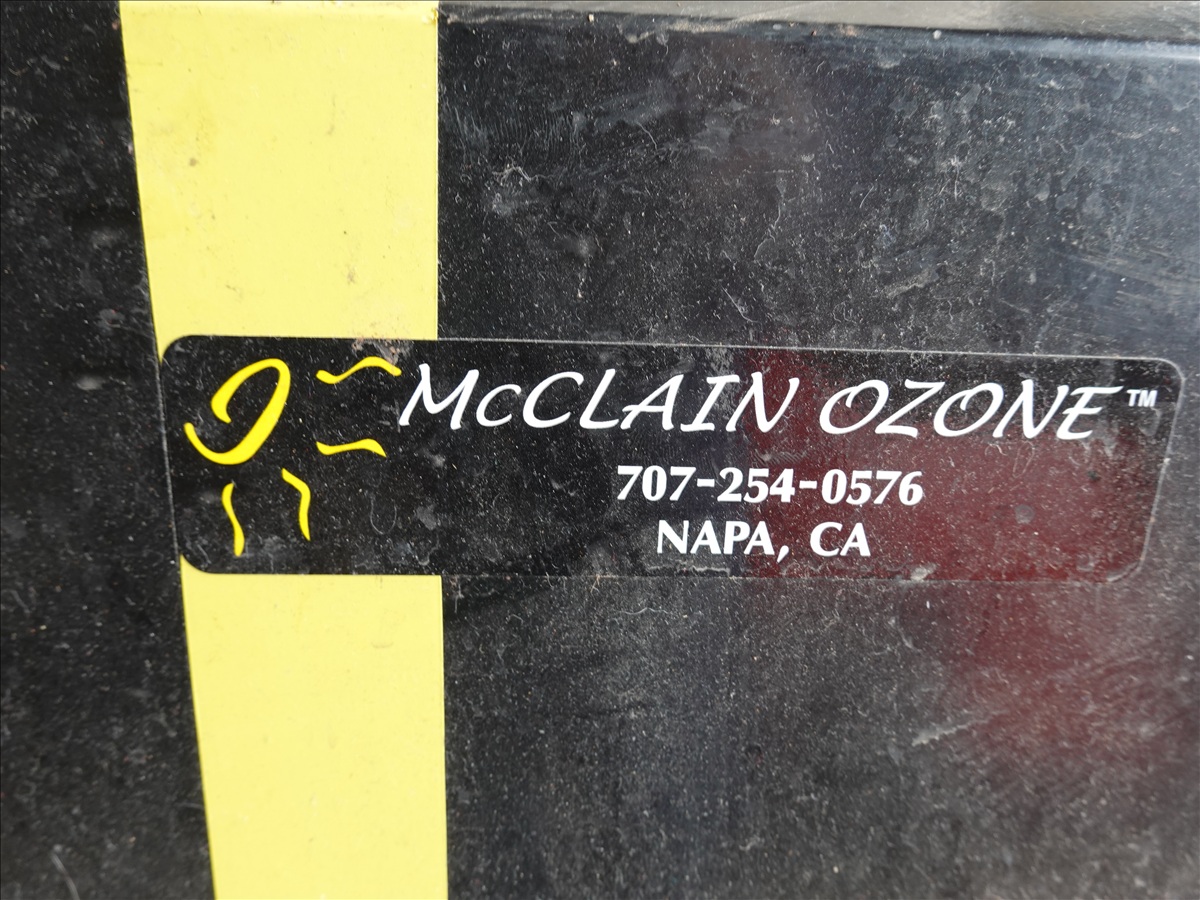 McCLAIN OZONE™
707-254-0576
NAPA, CA